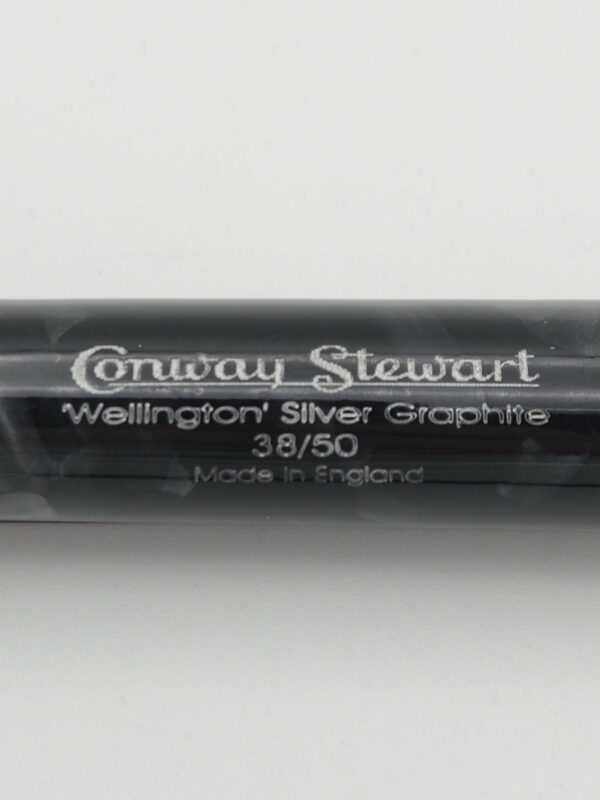 Conway Stewart
'Wellington' Silver Graphite
38/50
Made in England